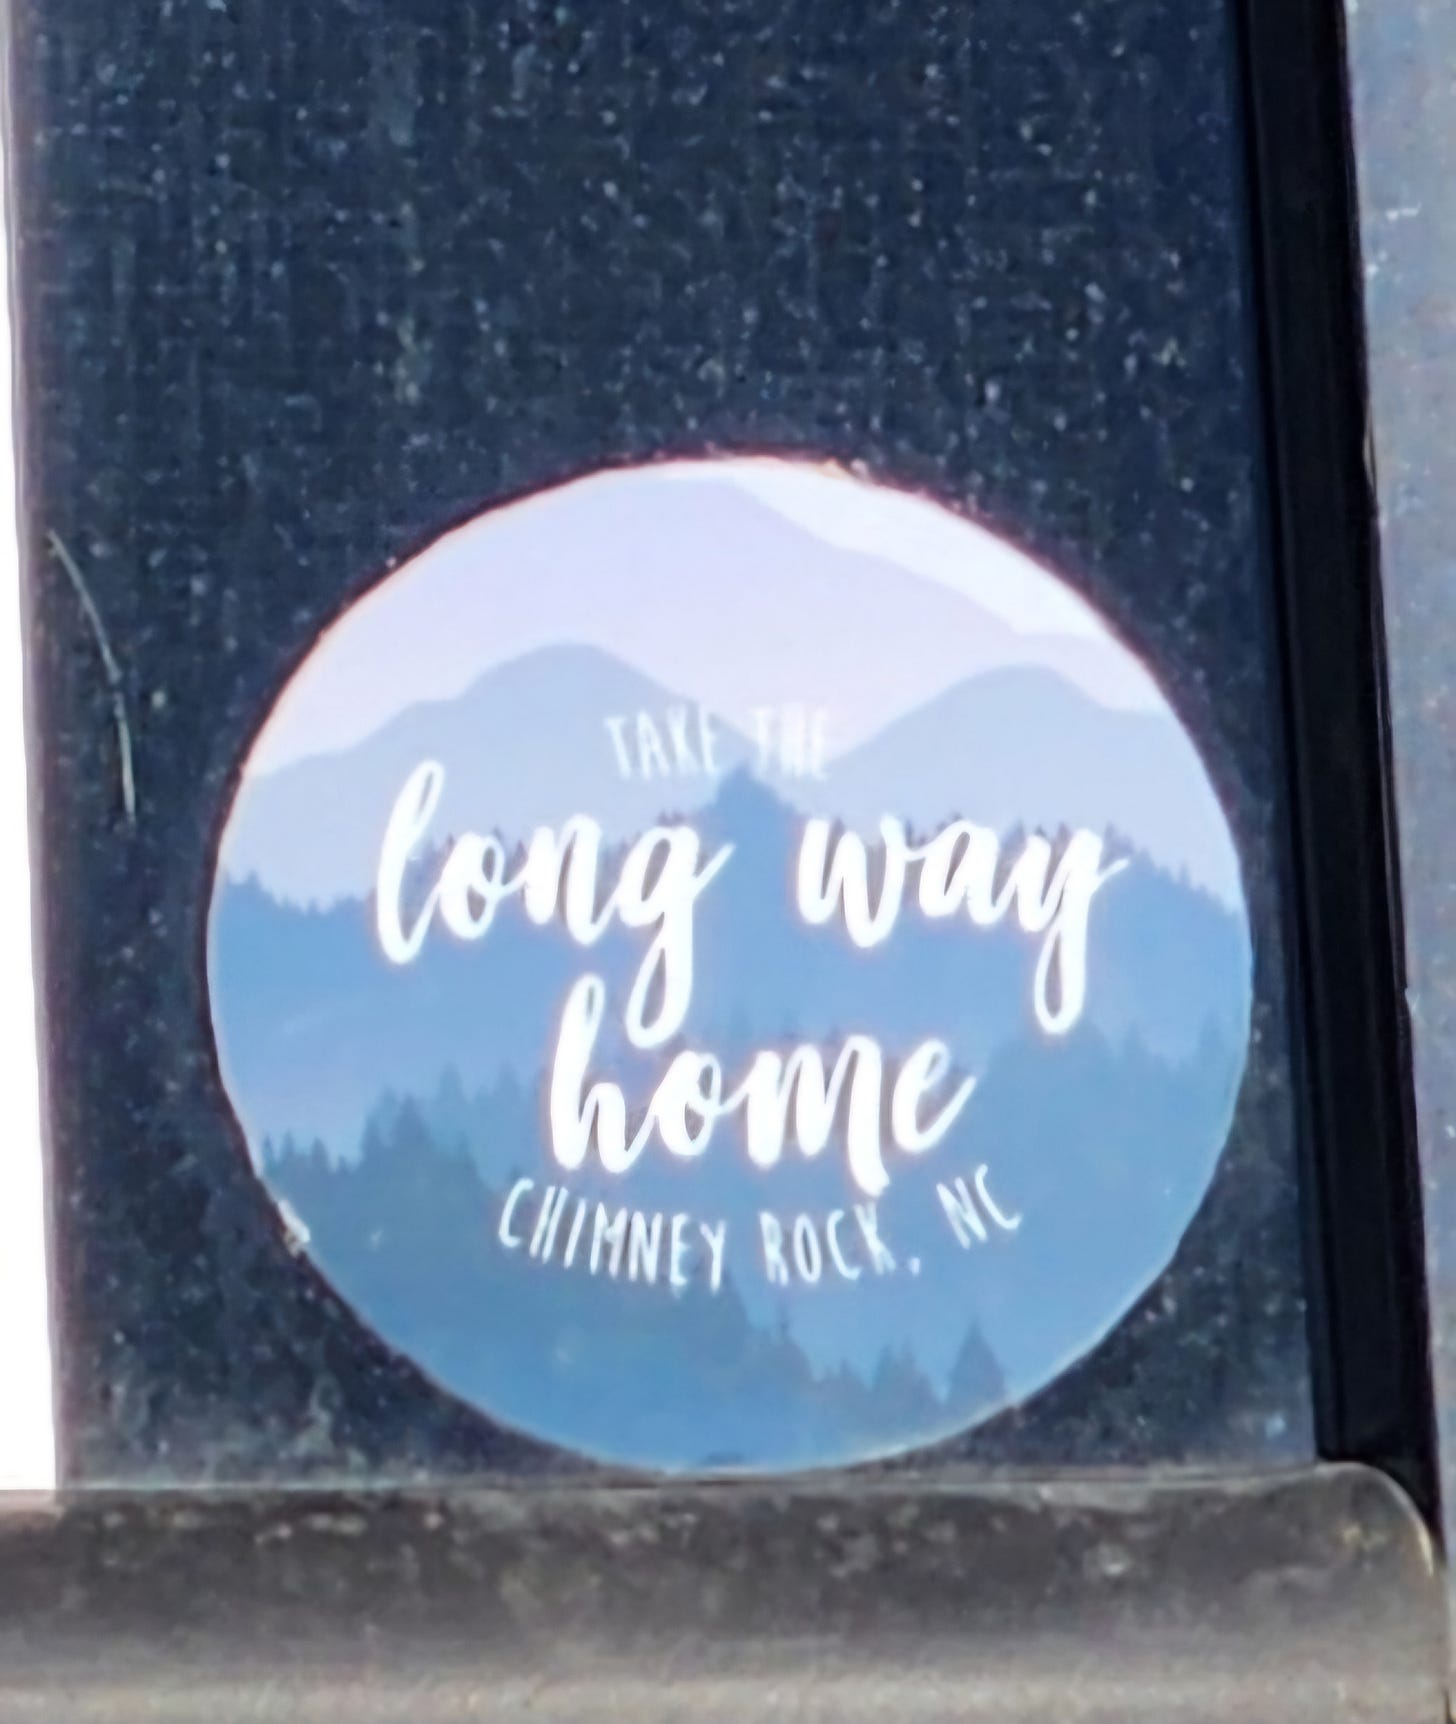 TAKE THE
long way
home
CHIMNEY ROCK, NC